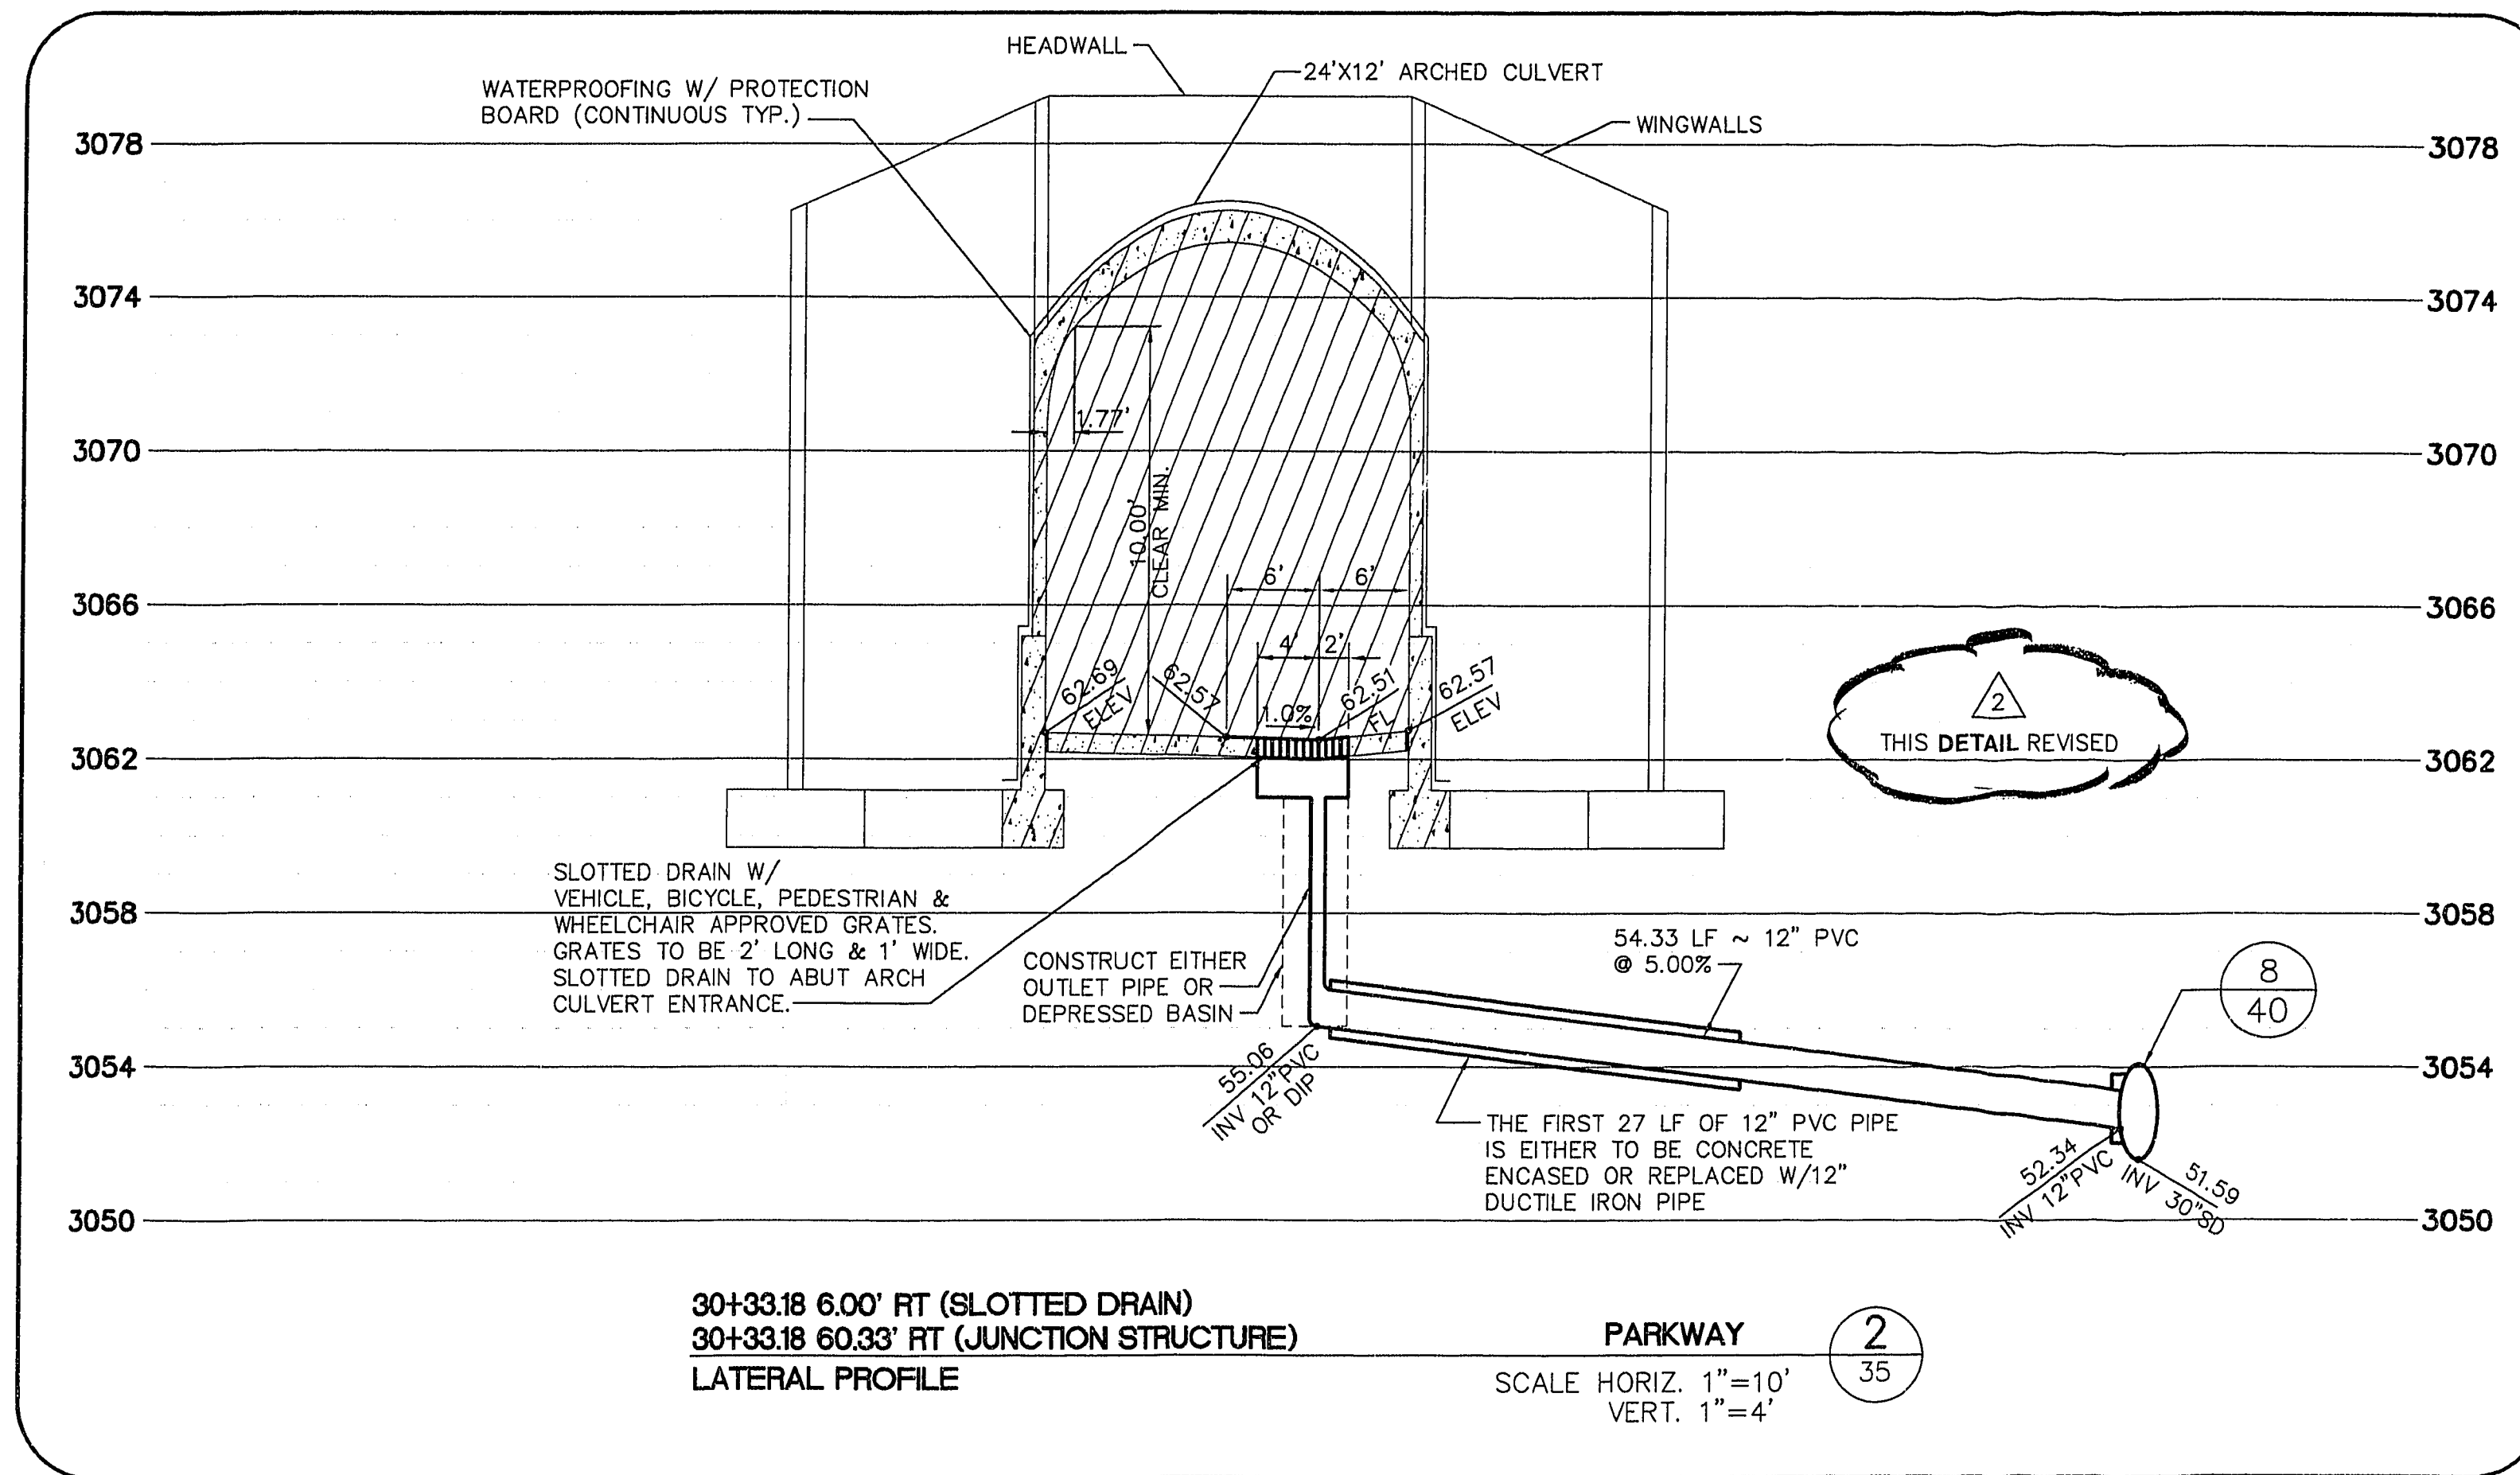 HEADWALL
24'X12' ARCHED CULVERT
WATERPROOFING W/ PROTECTION
BOARD (CONTINUOUS TYP.)
WINGWALLS
3078
3078
3074
3074
1.77'
3070
3070
10.00'
CLEAR MIN.
6'
6'
3066
3066
4'
2'
62.69
ELEV
62.57
1.0%
62.51
FL
62.57
ELEV
2
THIS DETAIL REVISED
3062
3062
SLOTTED DRAIN W/
VEHICLE, BICYCLE, PEDESTRIAN &
WHEELCHAIR APPROVED GRATES.
GRATES TO BE 2' LONG & 1' WIDE.
SLOTTED DRAIN TO ABUT ARCH
CULVERT ENTRANCE.
3058
3058
CONSTRUCT EITHER
OUTLET PIPE OR
DEPRESSED BASIN
54.33 LF ~ 12" PVC
@ 5.00%
8
40
3054
3054
55.06
INV 12"PVC
OR DIP
THE FIRST 27 LF OF 12" PVC PIPE
IS EITHER TO BE CONCRETE
ENCASED OR REPLACED W/12"
DUCTILE IRON PIPE
52.34
INV 12"PVC
51.59
INV 30"SD
3050
3050
30+33.18 6.00' RT (SLOTTED DRAIN)
30+33.18 60.33' RT (JUNCTION STRUCTURE)
LATERAL PROFILE
PARKWAY
2
35
SCALE HORIZ. 1"=10'
VERT. 1"=4'